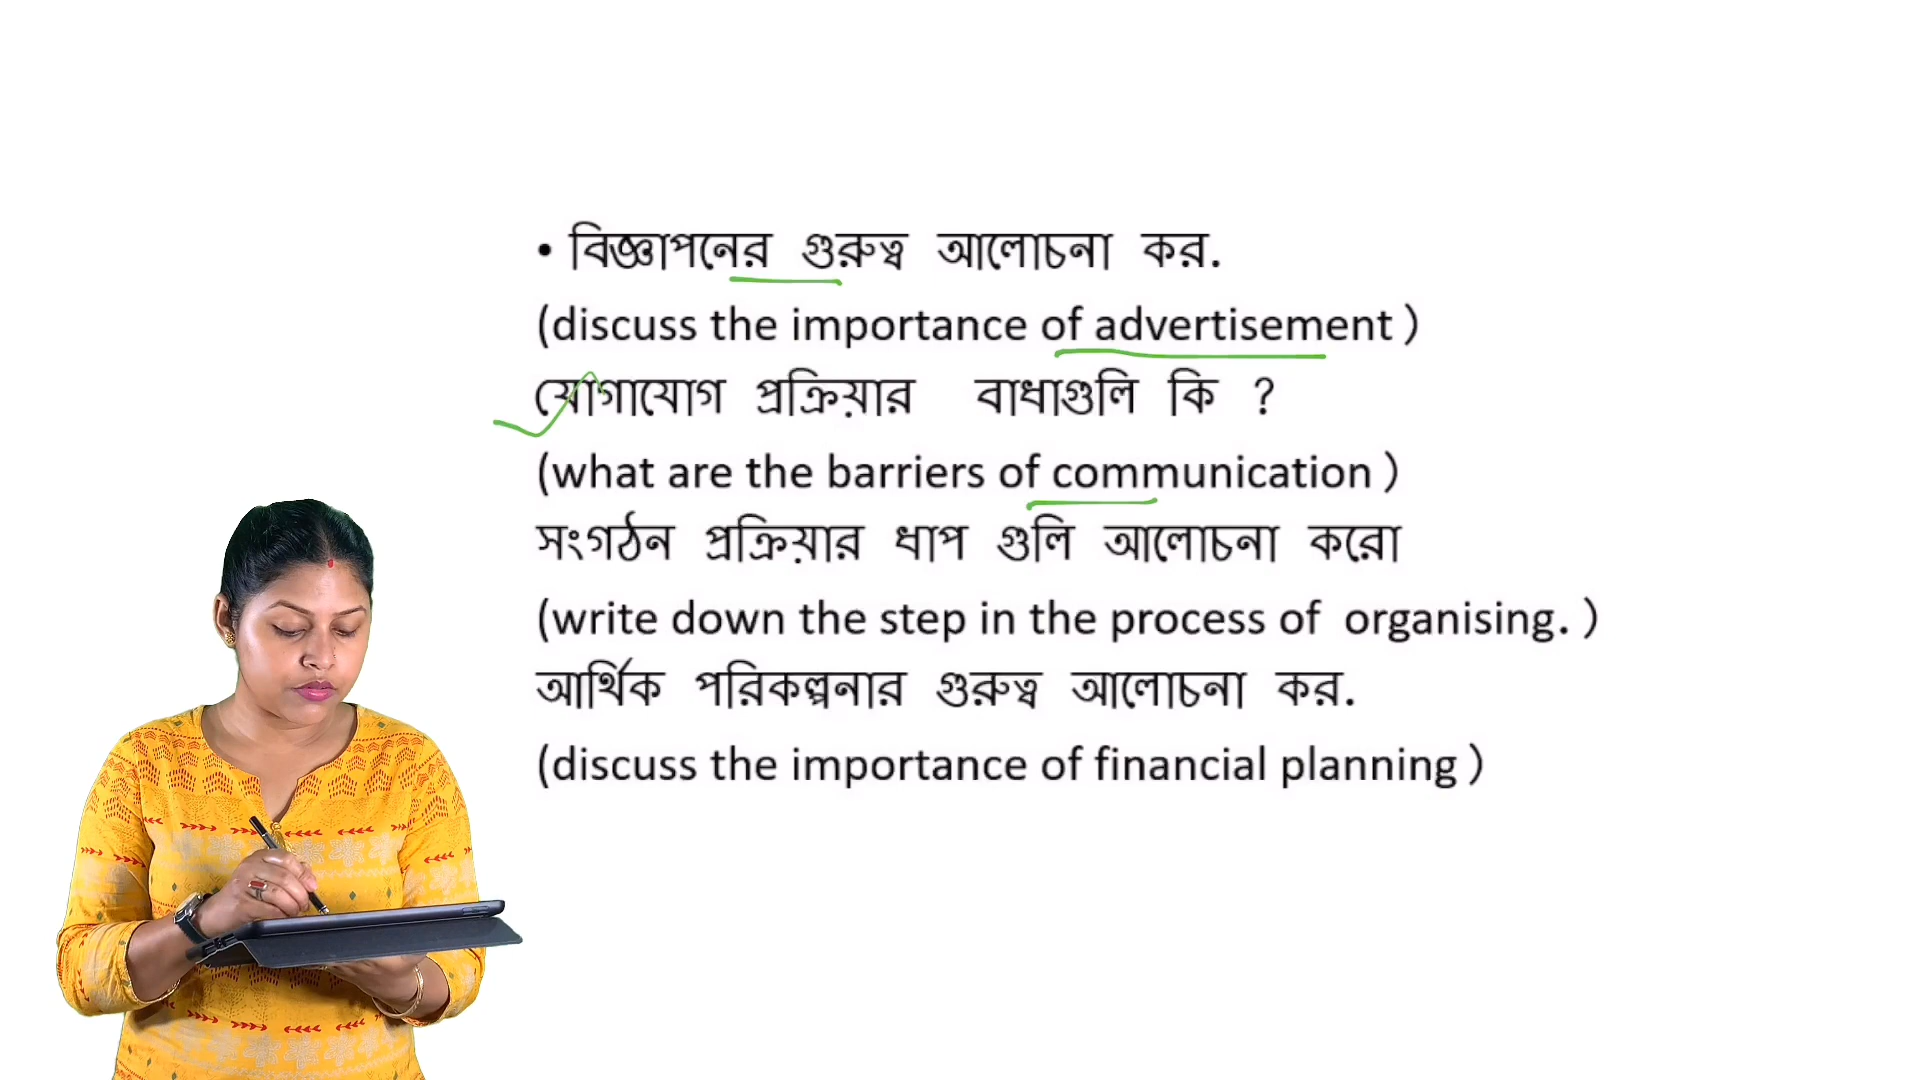 • বিজ্ঞাপনের গুরুত্ব আলোচনা কর.
(discuss the importance of advertisement )
যোগাযোগ প্রক্রিয়ার বাধাগুলি কি ?
(what are the barriers of communication )
সংগঠন প্রক্রিয়ার ধাপ গুলি আলোচনা করো
(write down the step in the process of organising. )
আর্থিক পরিকল্পনার গুরুত্ব আলোচনা কর.
(discuss the importance of financial planning )